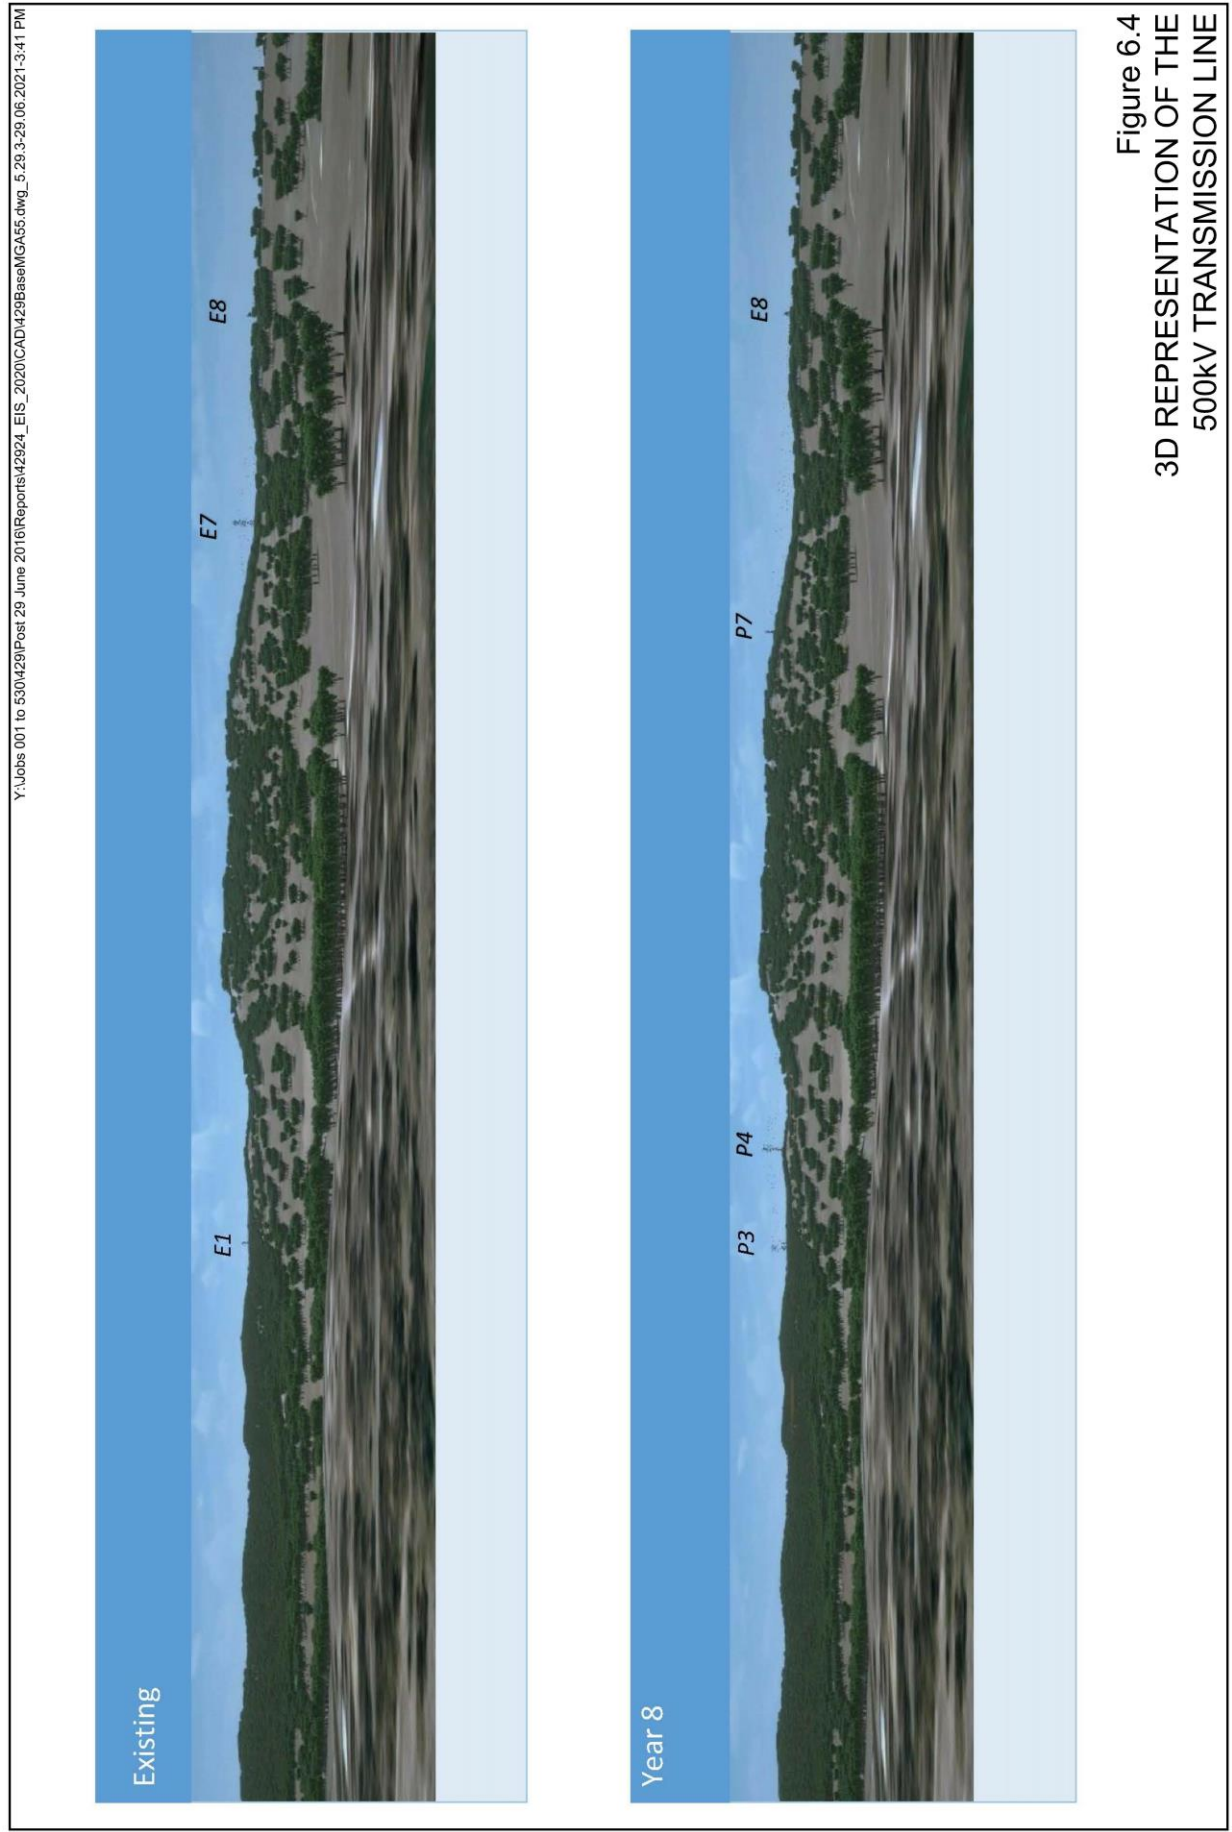 Y:\Jobs 001 to 530\429\Post 29 June 2016\Reports\42924_EIS_2020\CAD\429BaseMGA55.dwg_5.29.3-29.06.2021-3:41 PM
Existing
E1
E7
E8
Year 8
P3
P4
P7
E8
Figure 6.4
3D REPRESENTATION OF THE
500kV TRANSMISSION LINE